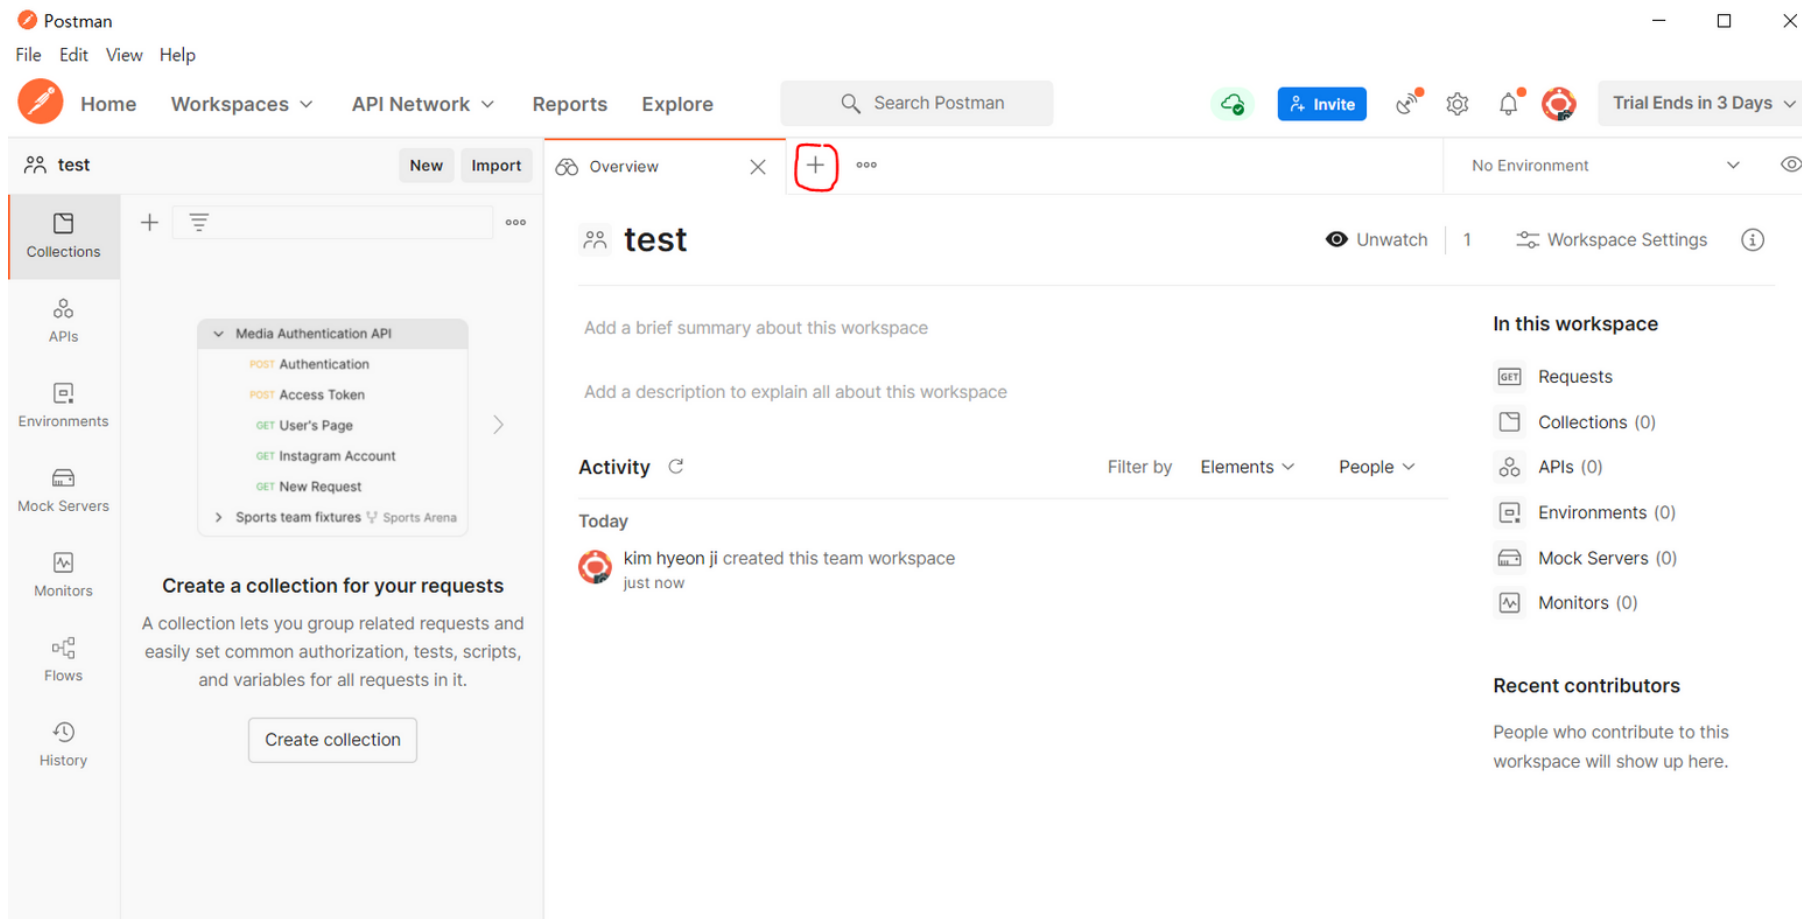 Postman
File Edit View Help
Home Workspaces API Network Reports Explore Search Postman Invite Trial Ends in 3 Days
test New Import Overview No Environment
Collections
APIs
Environments
Mock Servers
Monitors
Flows
History
Media Authentication API
POST Authentication
POST Access Token
GET User's Page
GET Instagram Account
GET New Request
Sports team fixtures Sports Arena
Create a collection for your requests
A collection lets you group related requests and
easily set common authorization, tests, scripts,
and variables for all requests in it.
Create collection
test Unwatch 1 Workspace Settings
Add a brief summary about this workspace
Add a description to explain all about this workspace
Activity Filter by Elements People
Today
kim hyeon ji created this team workspace
just now
In this workspace
GET Requests
Collections (0)
APIs (0)
Environments (0)
Mock Servers (0)
Monitors (0)
Recent contributors
People who contribute to this
workspace will show up here.